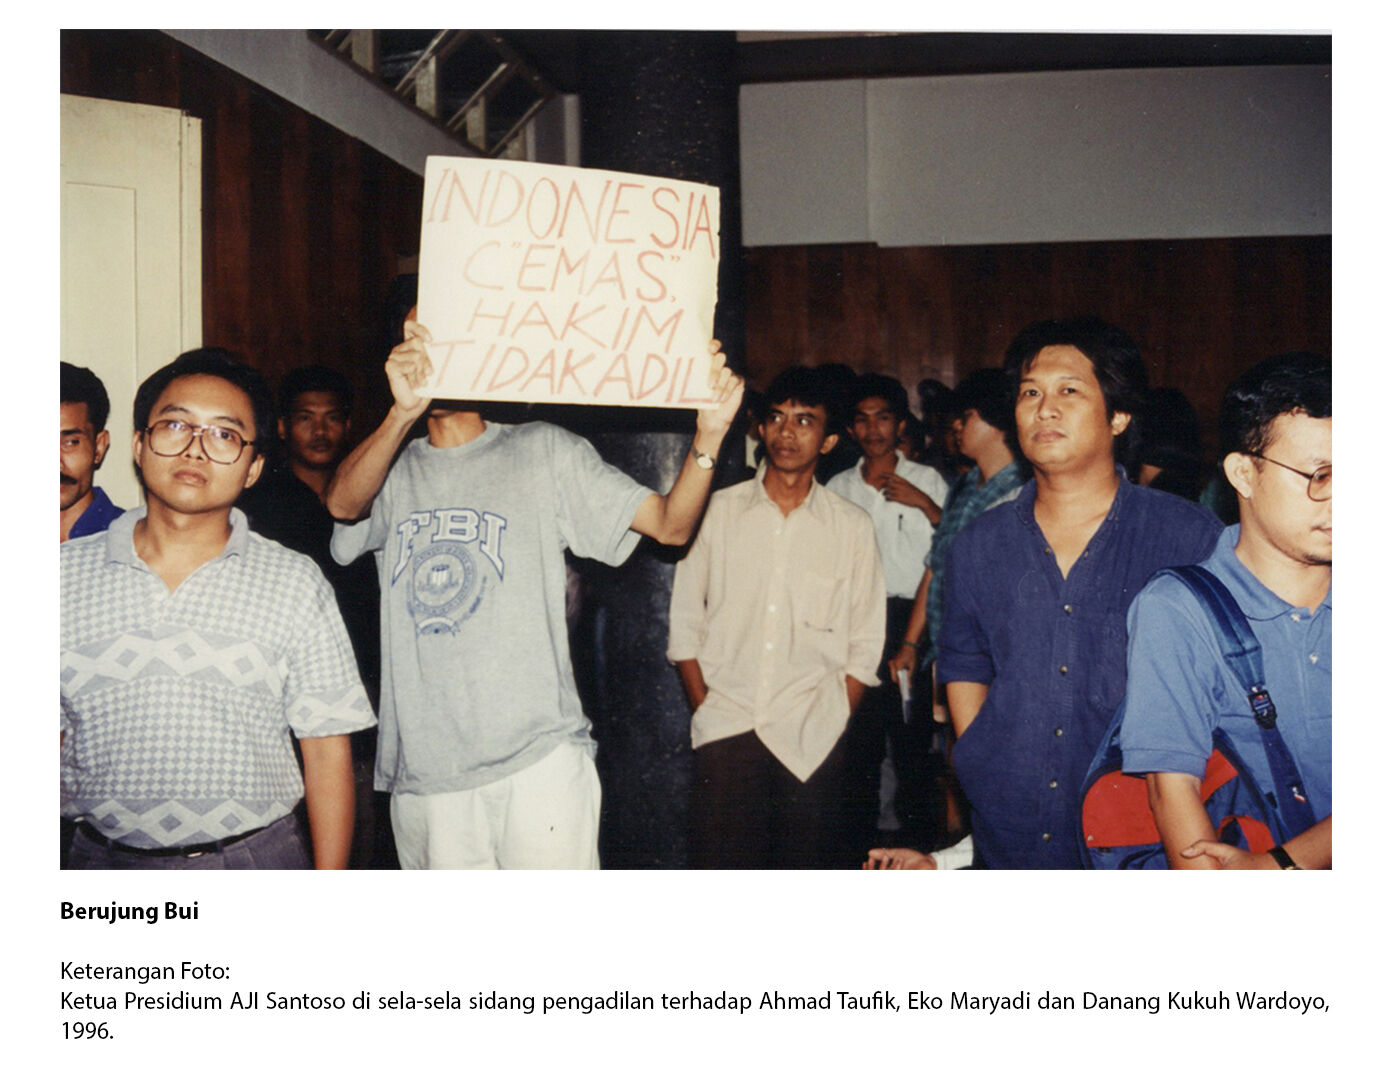 INDONESIA
C"EMAS",
HAKIM
TIDAK ADIL
FBI
Berujung Bui
Keterangan Foto:
Ketua Presidium AJI Santoso di sela-sela sidang pengadilan terhadap Ahmad Taufik, Eko Maryadi dan Danang Kukuh Wardoyo,
1996.